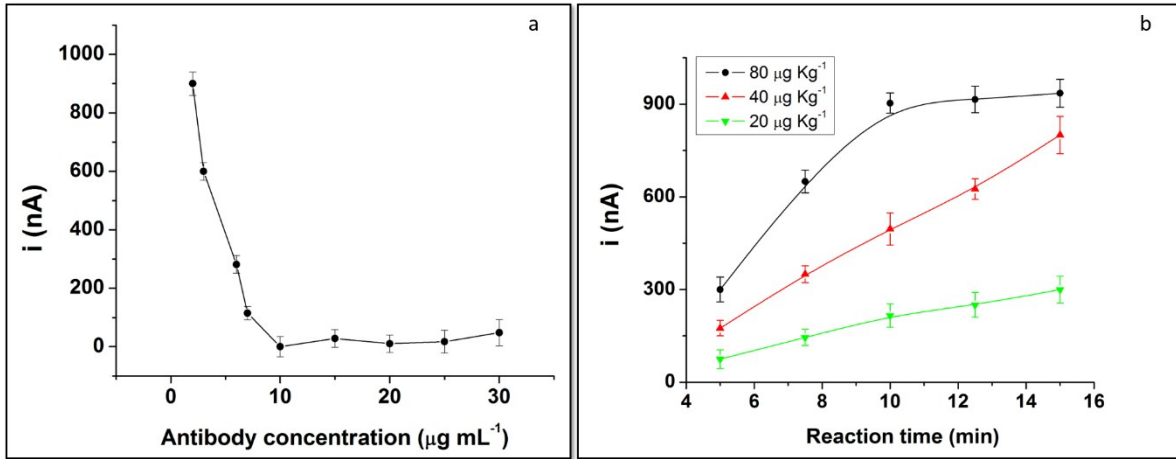 a
1000
800
600
400
200
0
i (nA)
0 10 20 30
Antibody concentration (μg mL⁻¹)
b
80 μg Kg⁻¹
40 μg Kg⁻¹
20 μg Kg⁻¹
900
600
300
0
i (nA)
4 6 8 10 12 14 16
Reaction time (min)